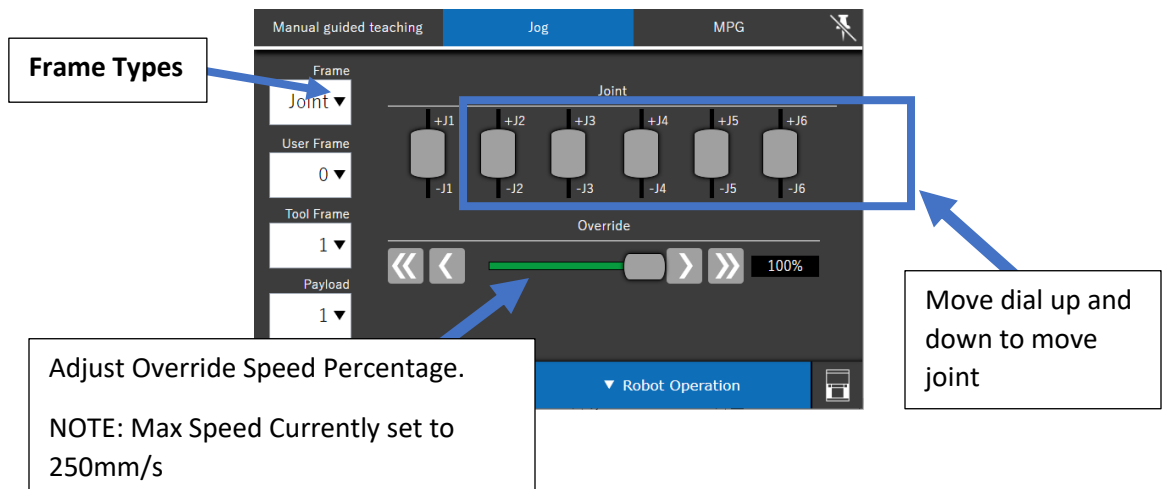 Manual guided teaching Jog MPG
Frame Types
Frame
Joint ▼
User Frame
0 ▼
Tool Frame
1 ▼
Payload
1 ▼
Joint
+J1 +J2 +J3 +J4 +J5 +J6
-J1 -J2 -J3 -J4 -J5 -J6
Override
100%
Move dial up and
down to move
joint
Adjust Override Speed Percentage.
NOTE: Max Speed Currently set to
250mm/s
▼ Robot Operation